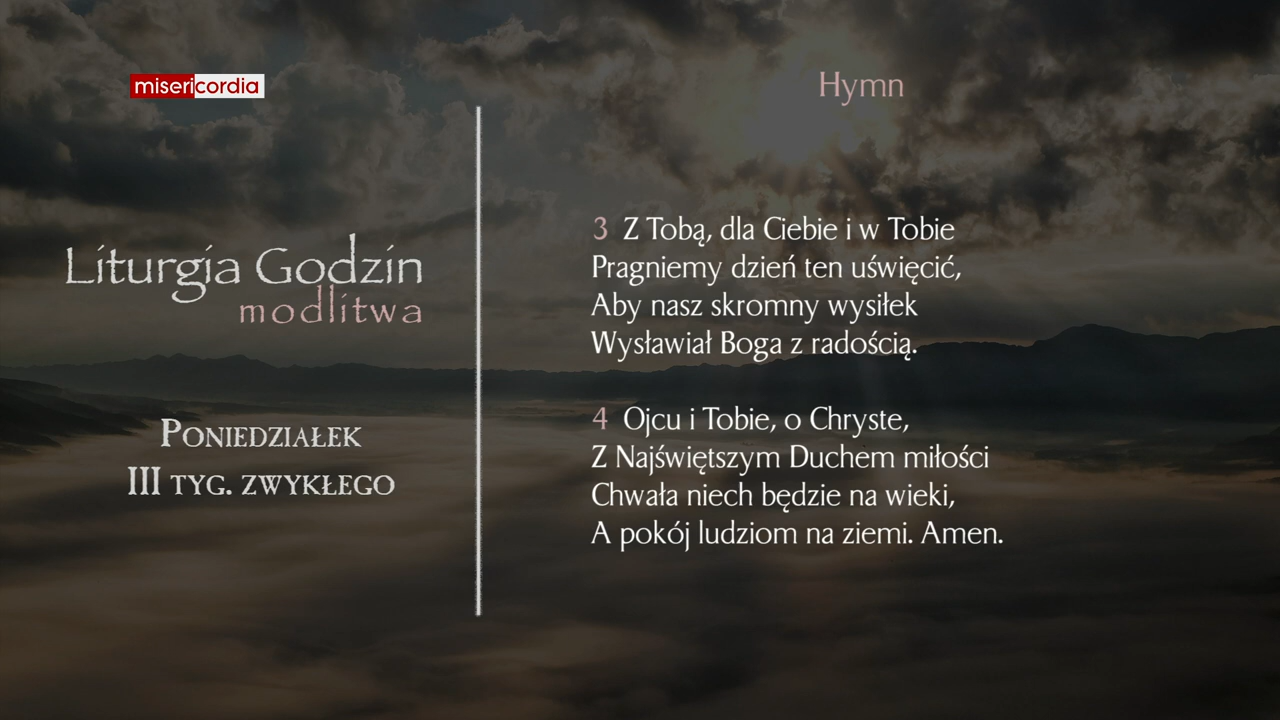 misericordia
Liturgia Godzin
modlitwa
Poniedziałek
III tyg. zwykłego
Hymn
3 Z Tobą, dla Ciebie i w Tobie
Pragniemy dzień ten uświęcić,
Aby nasz skromny wysiłek
Wysławiał Boga z radością.
4 Ojcu i Tobie, o Chryste,
Z Najświętszym Duchem miłości
Chwała niech będzie na wieki,
A pokój ludziom na ziemi. Amen.